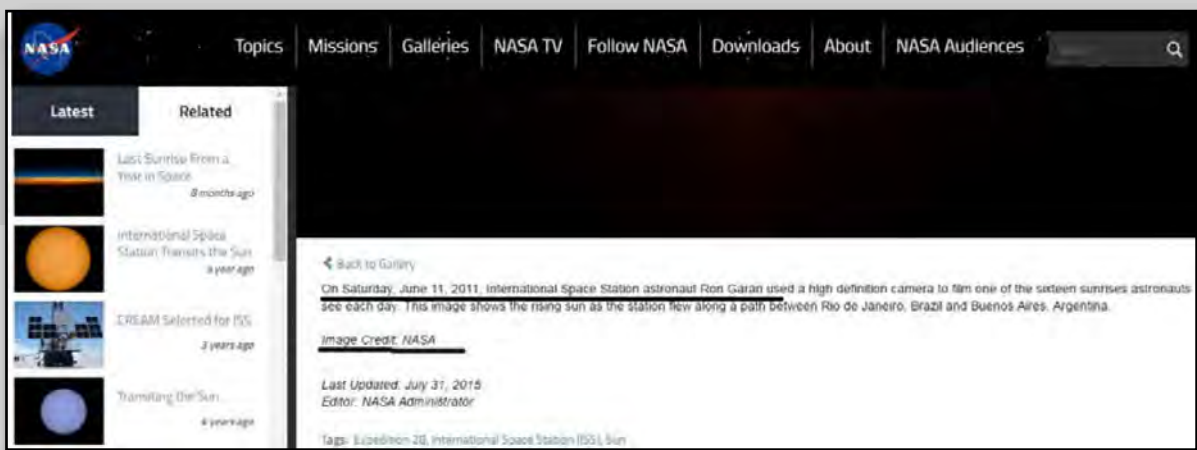 NASA
Topics
Missions
Galleries
NASA TV
Follow NASA
Downloads
About
NASA Audiences
Latest
Related
Last Sunrise From a
Year in Space
8 months ago
International Space
Station Transits the Sun
a year ago
CREAM Selected for ISS
3 years ago
Transiting the Sun
4 years ago
Back to Gallery
On Saturday, June 11, 2011, International Space Station astronaut Ron Garan used a high definition camera to film one of the sixteen sunrises astronauts
see each day. This image shows the rising sun as the station flew along a path between Rio de Janeiro, Brazil and Buenos Aires, Argentina.
Image Credit: NASA
Last Updated: July 31, 2015
Editor: NASA Administrator
Tags: Expedition 28, International Space Station (ISS), Sun